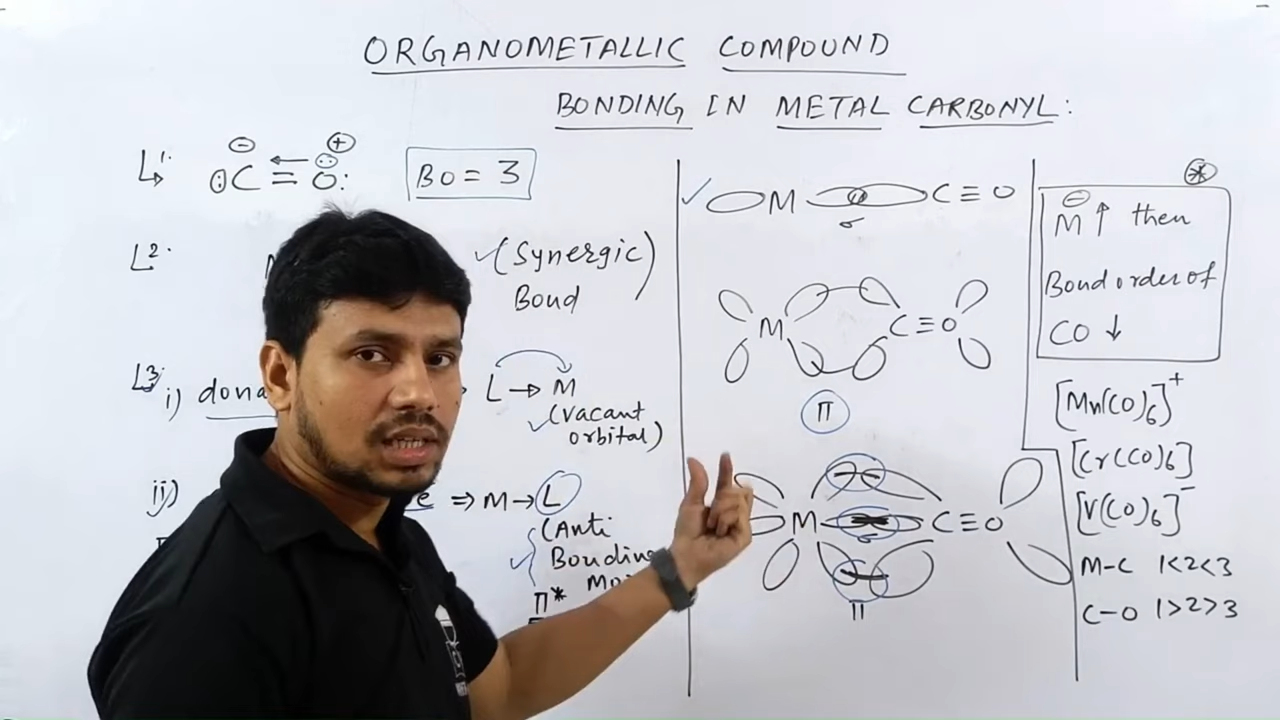 ORGANOMETALLIC COMPOUND
BONDING IN METAL CARBONYL:
L1.
⊖ ⊕
:C = O:
BO = 3
L2.
(Synergic)
Bond
L3.
i) dona
L → M
(Vacant
orbital)
ii)
⇒ M → L
(Anti
Bonding
π*
M C ≡ O
σ
M C ≡ O
π
M C ≡ O
σ
π
*
M⊖ ↑ then
Bond order of
CO ↓
[Mn(CO)6]+
[Cr(CO)6]
[V(CO)6]-
M-C 1<2<3
C-O 1>2>3